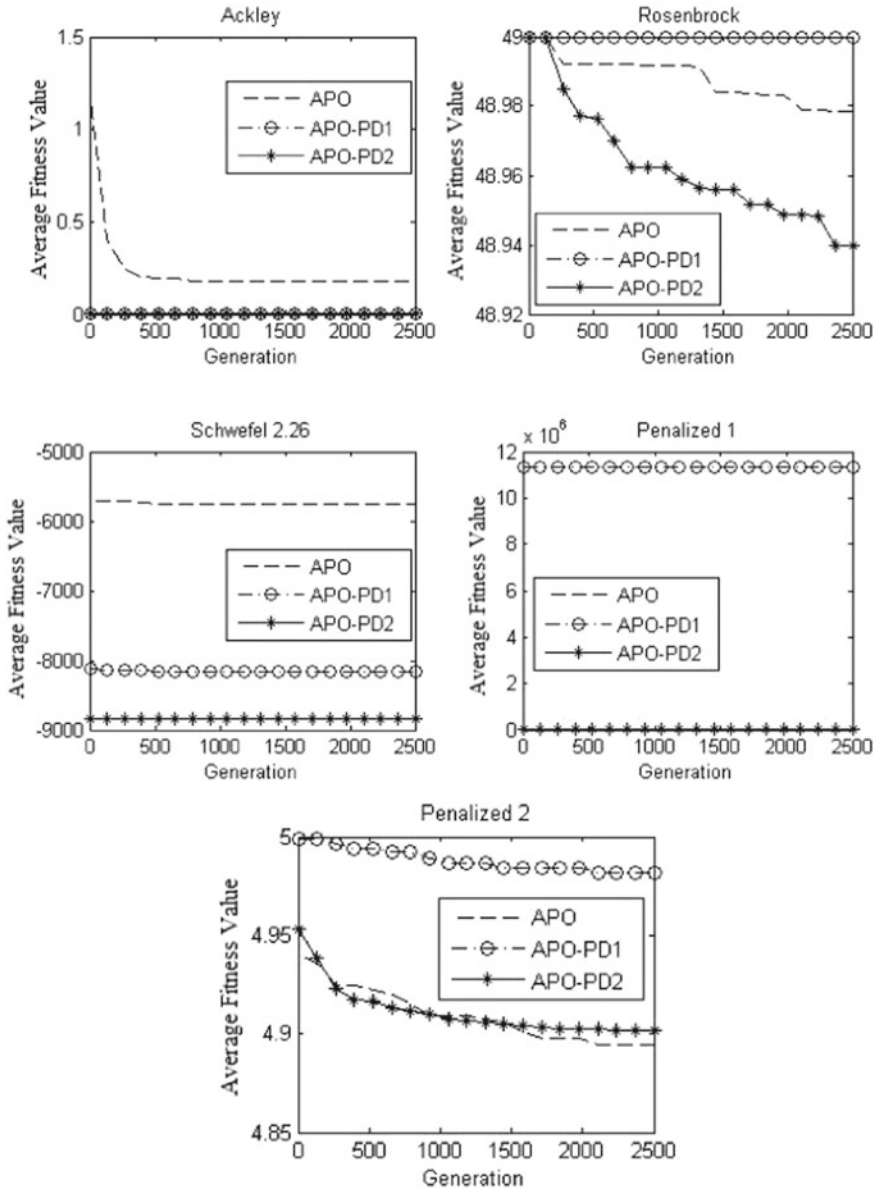 Ackley
Average Fitness Value
1.5
1
0.5
0
APO
APO-PD1
APO-PD2
0 500 1000 1500 2000 2500
Generation
Rosenbrock
Average Fitness Value
49
48.98
48.96
48.94
48.92
APO
APO-PD1
APO-PD2
0 500 1000 1500 2000 2500
Generation
Schwefel 2.26
Average Fitness Value
-5000
-6000
-7000
-8000
-9000
APO
APO-PD1
APO-PD2
0 500 1000 1500 2000 2500
Generation
Penalized 1
x 10^6
Average Fitness Value
12
10
8
6
4
2
0
APO
APO-PD1
APO-PD2
0 500 1000 1500 2000 2500
Generation
Penalized 2
Average Fitness Value
5
4.95
4.9
4.85
APO
APO-PD1
APO-PD2
0 500 1000 1500 2000 2500
Generation